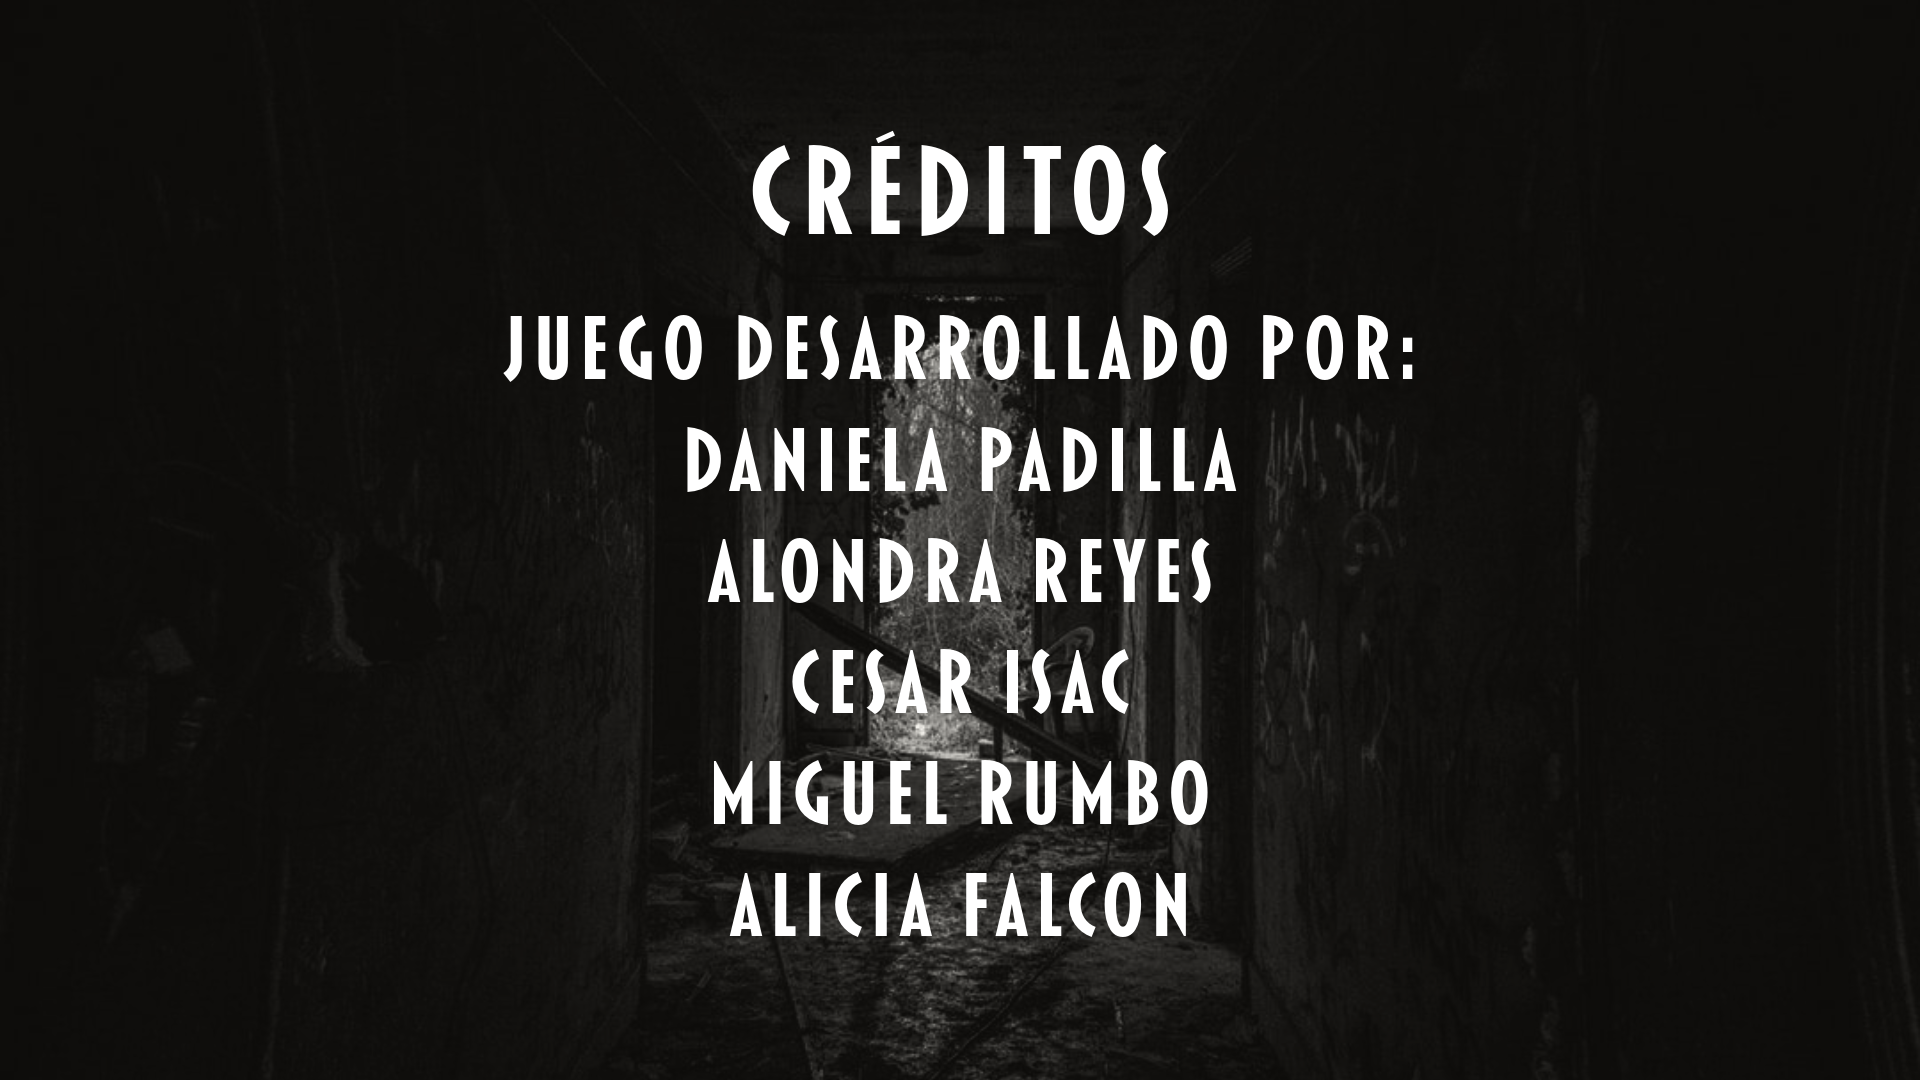 CRÉDITOS
JUEGO DESARROLLADO POR:
DANIELA PADILLA
ALONDRA REYES
CESAR ISAC
MIGUEL RUMBO
ALICIA FALCON